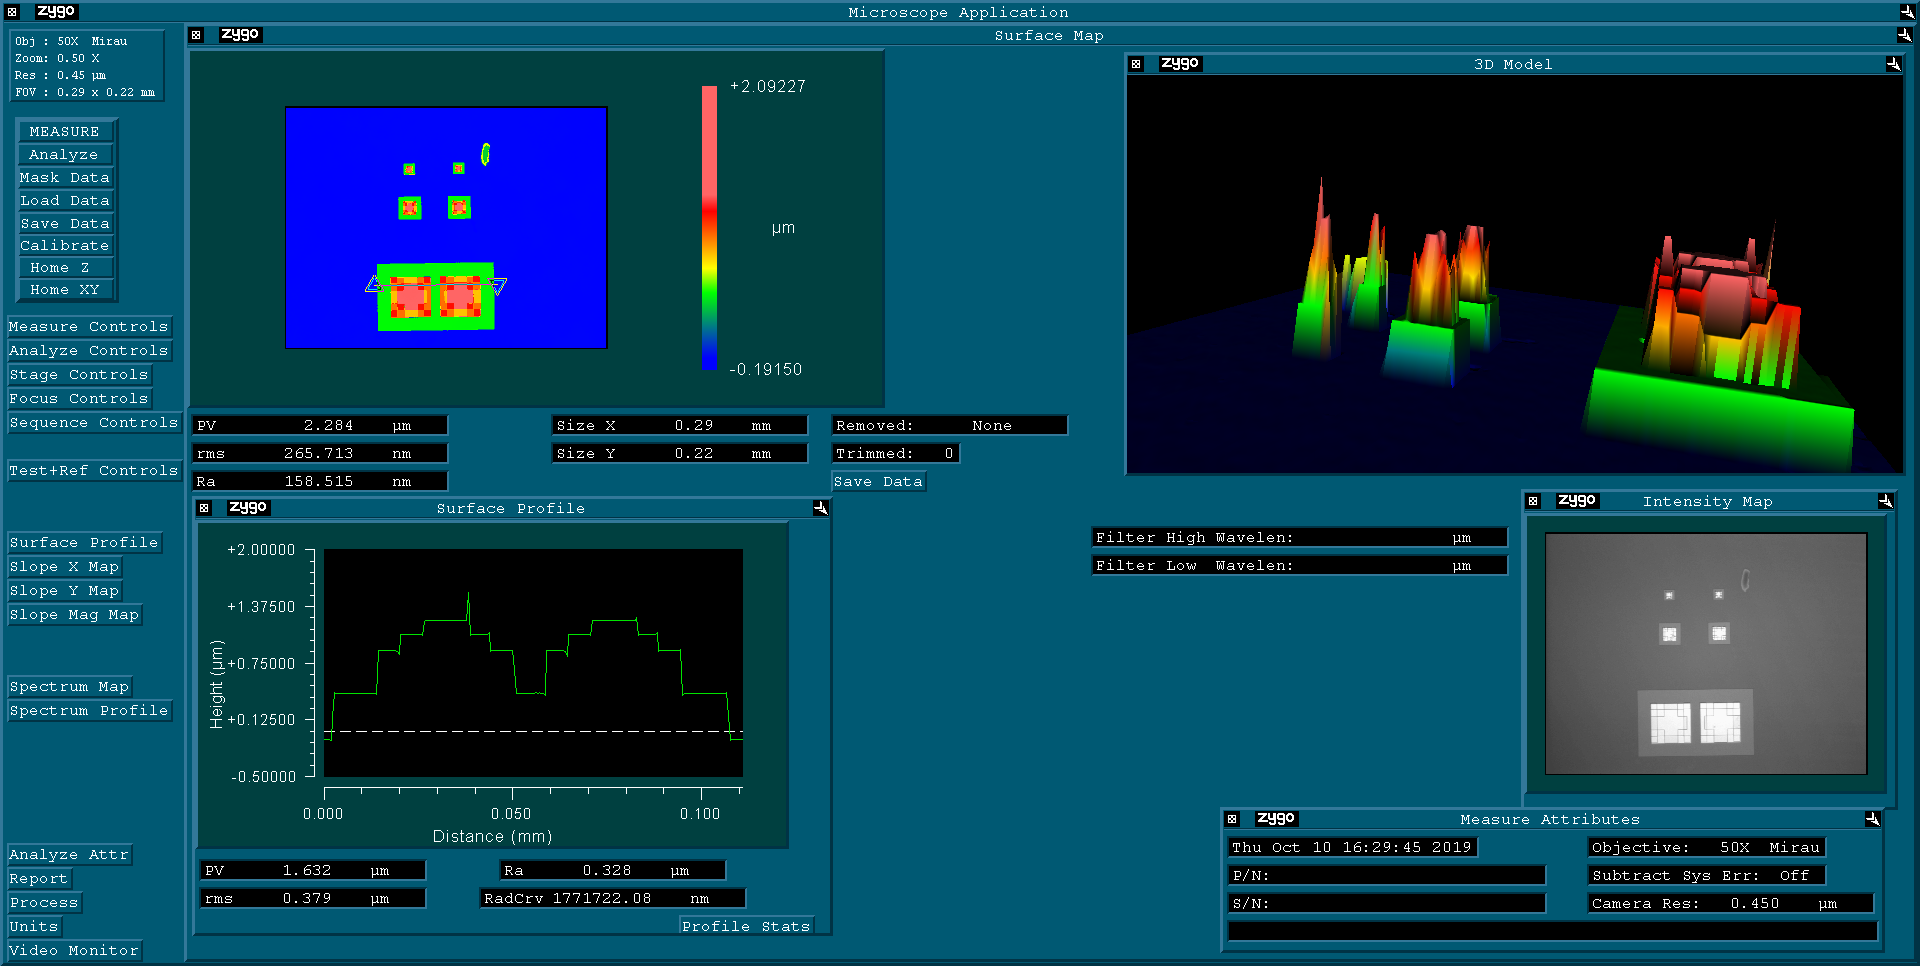 zygo Microscope Application
Obj : 50X Mirau
Zoom: 0.50 X
Res : 0.45 µm
FOV : 0.29 x 0.22 mm
MEASURE
Analyze
Mask Data
Load Data
Save Data
Calibrate
Home Z
Home XY
Measure Controls
Analyze Controls
Stage Controls
Focus Controls
Sequence Controls
Test+Ref Controls
Surface Profile
Slope X Map
Slope Y Map
Slope Mag Map
Spectrum Map
Spectrum Profile
Analyze Attr
Report
Process
Units
Video Monitor
zygo Surface Map
+2.09227
µm
-0.19150
PV 2.284 µm
rms 265.713 nm
Ra 158.515 nm
Size X 0.29 mm
Size Y 0.22 mm
Removed: None
Trimmed: 0
Save Data
zygo 3D Model
zygo Surface Profile
+2.00000
+1.37500
+0.75000
+0.12500
-0.50000
Height (µm)
0.000 0.050 0.100
Distance (mm)
PV 1.632 µm
rms 0.379 µm
Ra 0.328 µm
RadCrv 1771722.08 nm
Profile Stats
Filter High Wavelen: µm
Filter Low Wavelen: µm
zygo Intensity Map
zygo Measure Attributes
Thu Oct 10 16:29:45 2019
P/N:
S/N:
Objective: 50X Mirau
Subtract Sys Err: Off
Camera Res: 0.450 µm